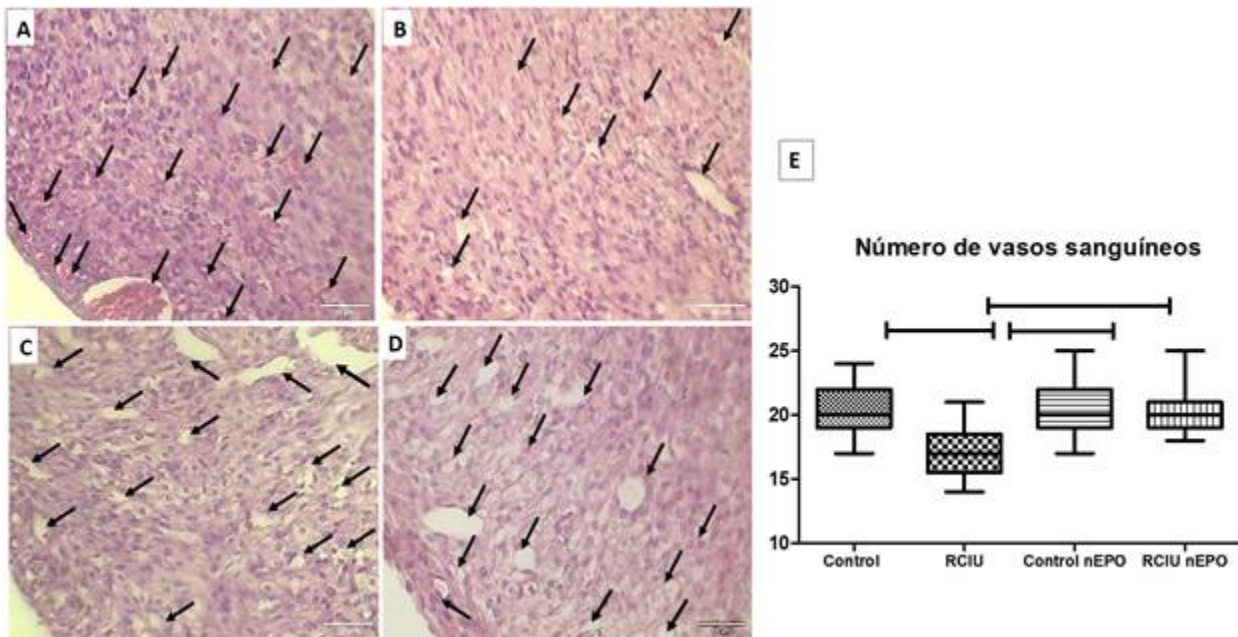 A
B
C
D
E
Número de vasos sanguíneos
30
25
20
15
10
Control
RCIU
Control nEPO
RCIU nEPO